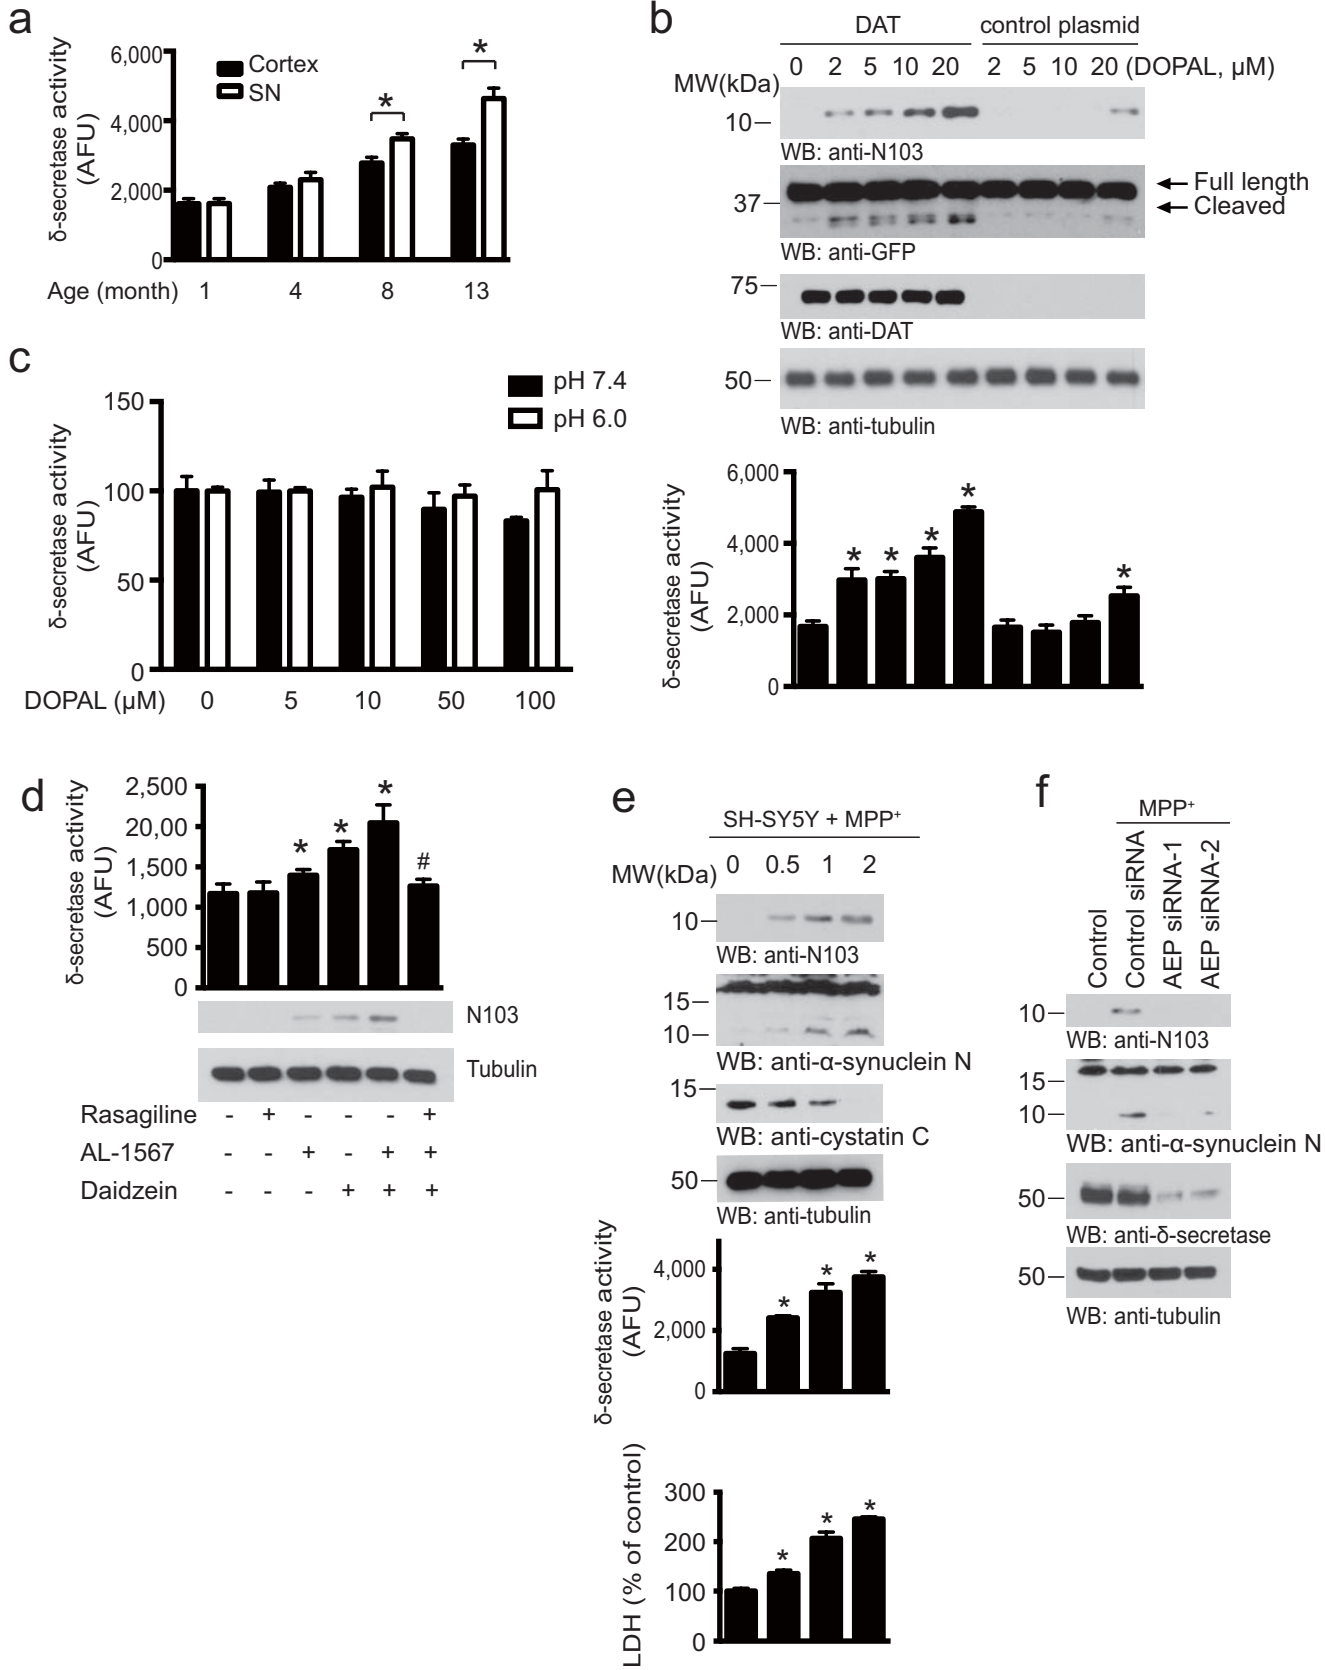 a
6,000
4,000
2,000
0
δ-secretase activity
(AFU)
Cortex
SN
*
*
Age (month) 1 4 8 13
b
DAT control plasmid
0 2 5 10 20 2 5 10 20 (DOPAL, µM)
MW(kDa)
10
WB: anti-N103
Full length
37
Cleaved
WB: anti-GFP
75
WB: anti-DAT
50
WB: anti-tubulin
6,000
4,000
2,000
0
δ-secretase activity
(AFU)
* * * * *
c
pH 7.4
pH 6.0
150
100
50
0
δ-secretase activity
(AFU)
DOPAL (µM) 0 5 10 50 100
d
2,500
20,00
1,500
1,000
500
0
δ-secretase activity
(AFU)
* * * #
N103
Tubulin
Rasagiline - + - - - +
AL-1567 - - + - + +
Daidzein - - - + + +
e
SH-SY5Y + MPP⁺
MW(kDa) 0 0.5 1 2
10
WB: anti-N103
15
10
WB: anti-α-synuclein N
15
WB: anti-cystatin C
50
WB: anti-tubulin
4,000
2,000
0
δ-secretase activity
(AFU)
* * *
300
200
100
0
LDH (% of control)
* * *
f
MPP⁺
Control
Control siRNA
AEP siRNA-1
AEP siRNA-2
10
WB: anti-N103
15
10
WB: anti-α-synuclein N
50
WB: anti-δ-secretase
50
WB: anti-tubulin